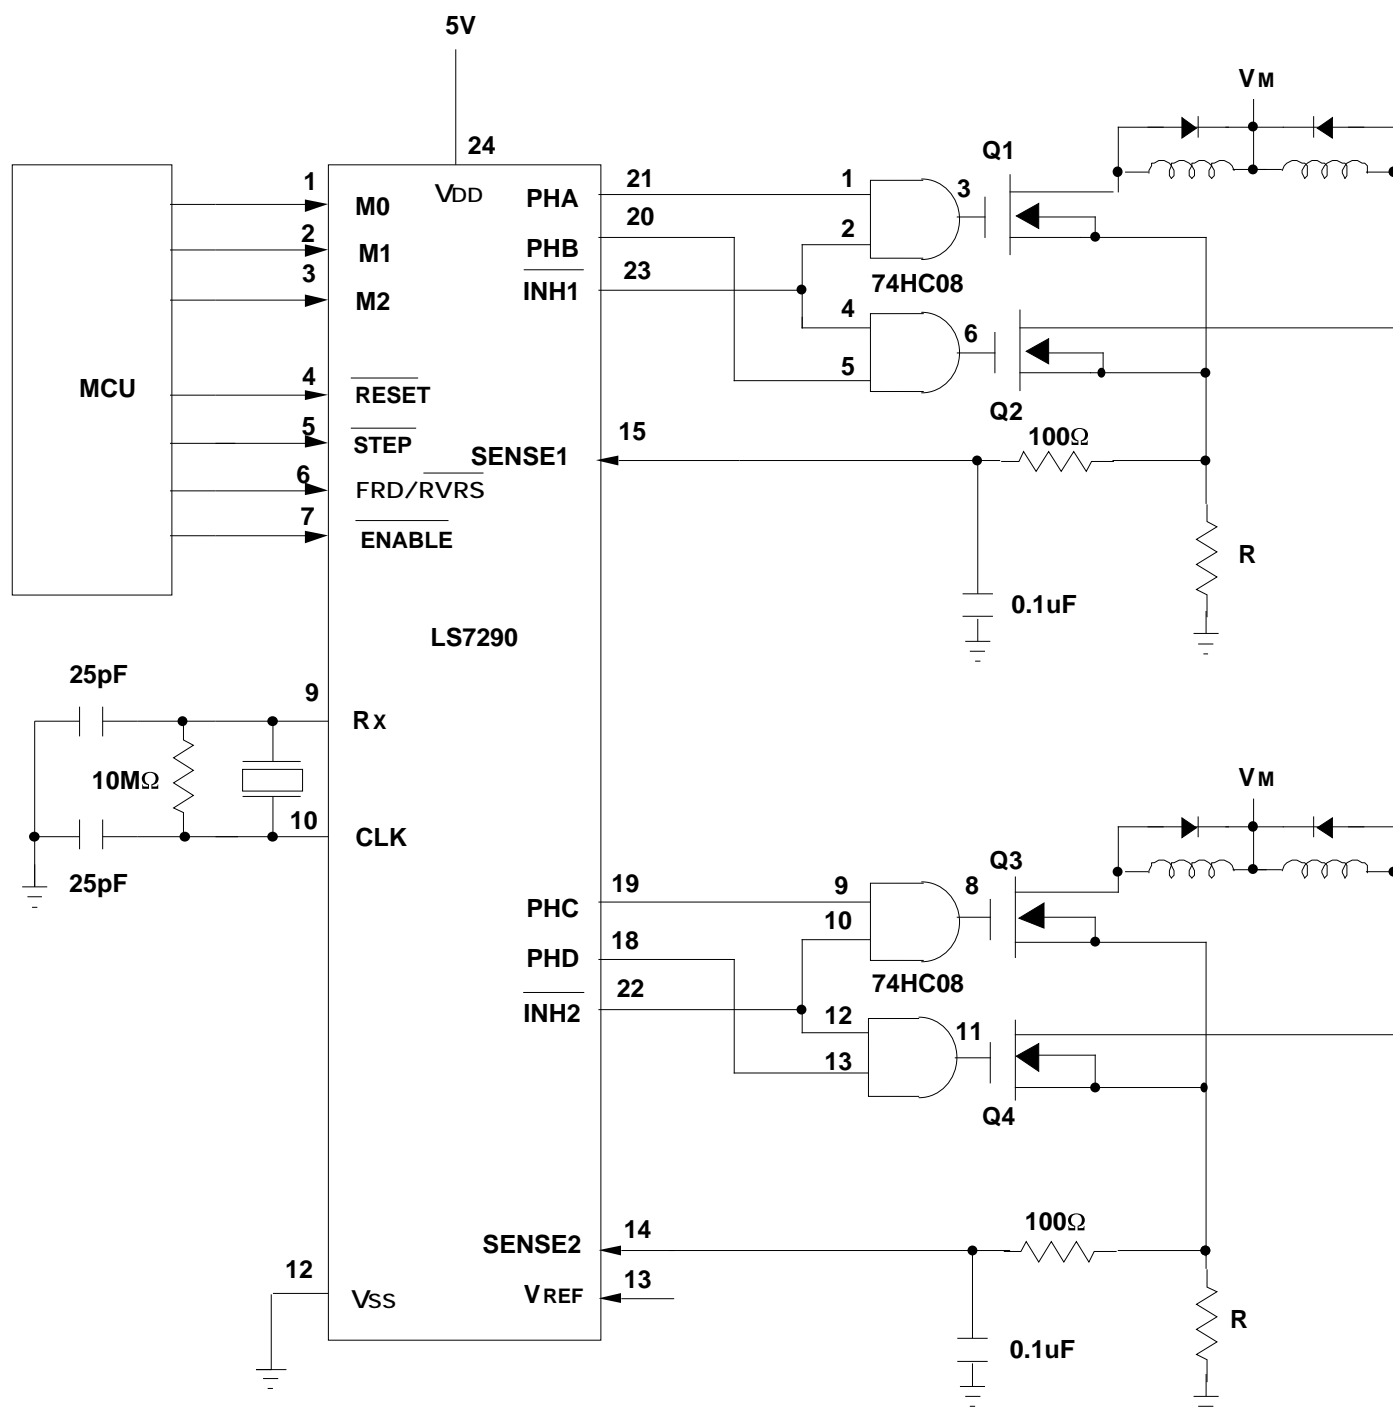 5V
24
VDD
MCU
1
M0
2
M1
3
M2
4
RESET
5
STEP
6
FRD/RVRS
7
ENABLE
LS7290
25pF
9
RX
10MΩ
10
CLK
25pF
12
VSS
PHA
21
PHB
20
INH1
23
1
2
3
74HC08
4
5
6
Q1
Q2
VM
SENSE1
15
100Ω
R
0.1uF
PHC
19
PHD
18
INH2
22
9
10
8
74HC08
12
13
11
Q3
Q4
VM
SENSE2
14
100Ω
VREF
13
R
0.1uF